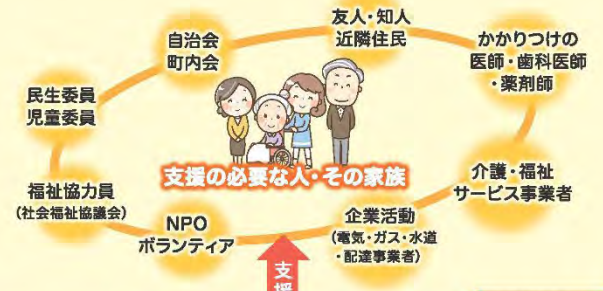 友人・知人
近隣住民
自治会
町内会
かかりつけの
医師・歯科医師
・薬剤師
民生委員
児童委員
支援の必要な人・その家族
介護・福祉
サービス事業者
福祉協力員
(社会福祉協議会)
NPO
ボランティア
企業活動
(電気・ガス・水道
・配達事業者)
支
援